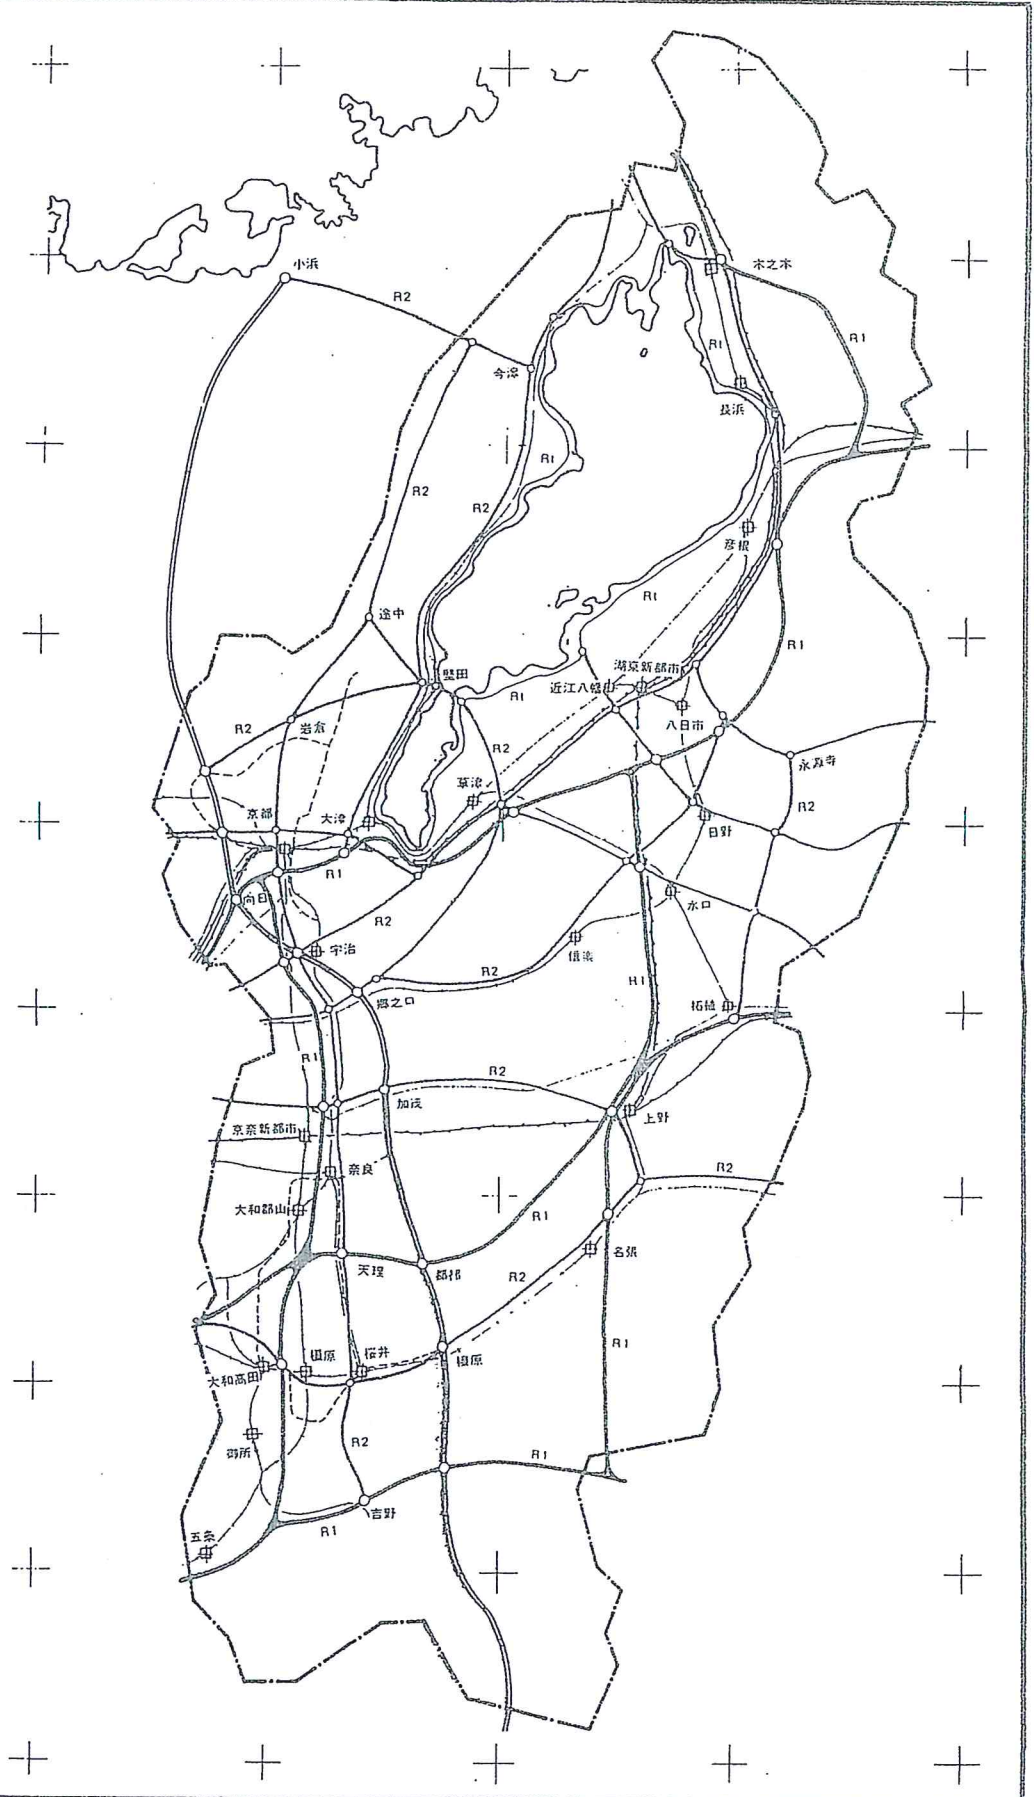 小浜
R2
木之本
R1
今津
R1
長浜
R1
R2
R2
彦根
R1
途中
R1
湖東新都市
堅田
R1
近江八幡
八日市
R2
岩倉
R2
永源寺
草津
R2
京都
大津
日野
R1
向日
水口
R2
宇治
信楽
R2
R1
柘植
郷之口
R1
R2
加茂
上野
京奈新都市
奈良
R2
大和郡山
R1
名張
天理
都祁
R2
R1
橿原
桜井
大和高田
御所
R2
R1
吉野
R1
五条